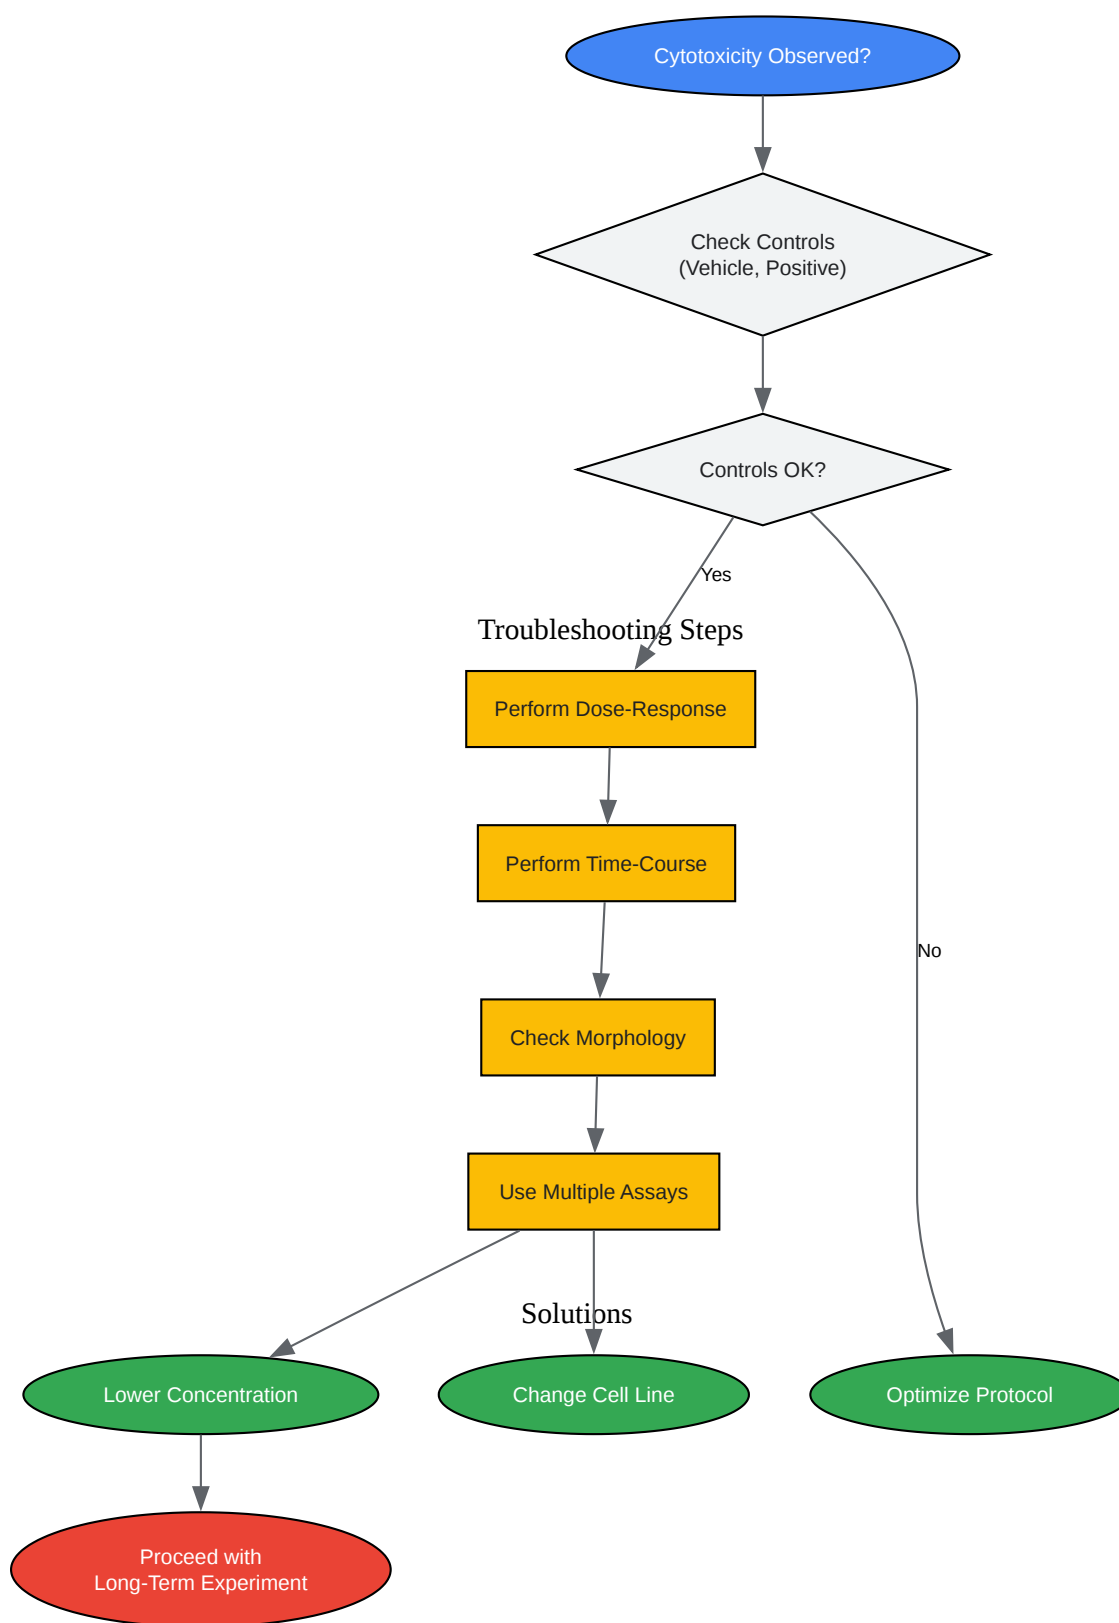 Cytotoxicity Observed?
Check Controls
(Vehicle, Positive)
Controls OK?
Yes
Troubleshooting Steps
Perform Dose-Response
Perform Time-Course
No
Check Morphology
Use Multiple Assays
Solutions
Lower Concentration
Change Cell Line
Optimize Protocol
Proceed with
Long-Term Experiment